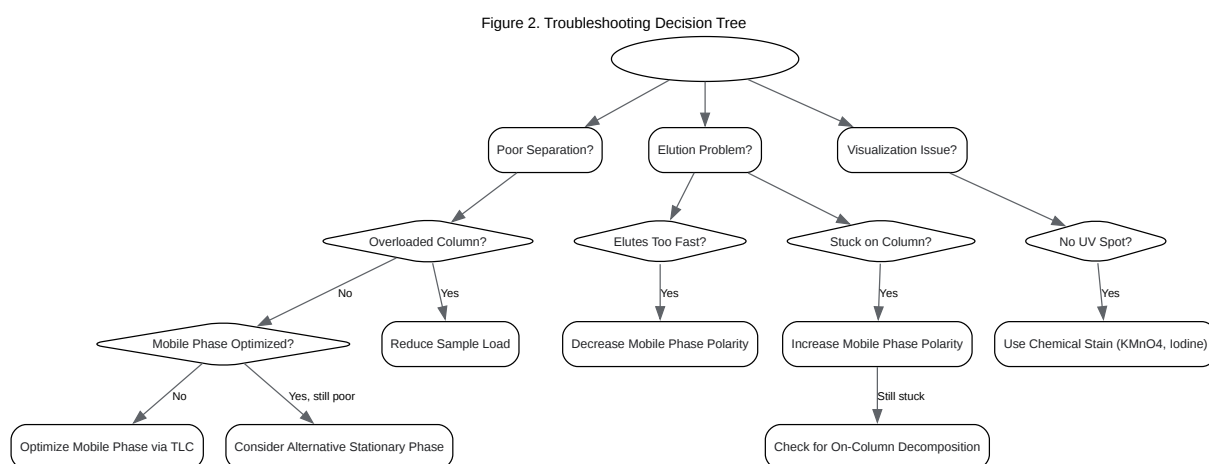 Figure 2. Troubleshooting Decision Tree
Poor Separation?
Elution Problem?
Visualization Issue?
Overloaded Column?
Elutes Too Fast?
Stuck on Column?
No UV Spot?
No
Yes
Yes
Yes
Yes
Mobile Phase Optimized?
Reduce Sample Load
Decrease Mobile Phase Polarity
Increase Mobile Phase Polarity
Use Chemical Stain (KMnO4, Iodine)
No
Yes, still poor
Still stuck
Optimize Mobile Phase via TLC
Consider Alternative Stationary Phase
Check for On-Column Decomposition